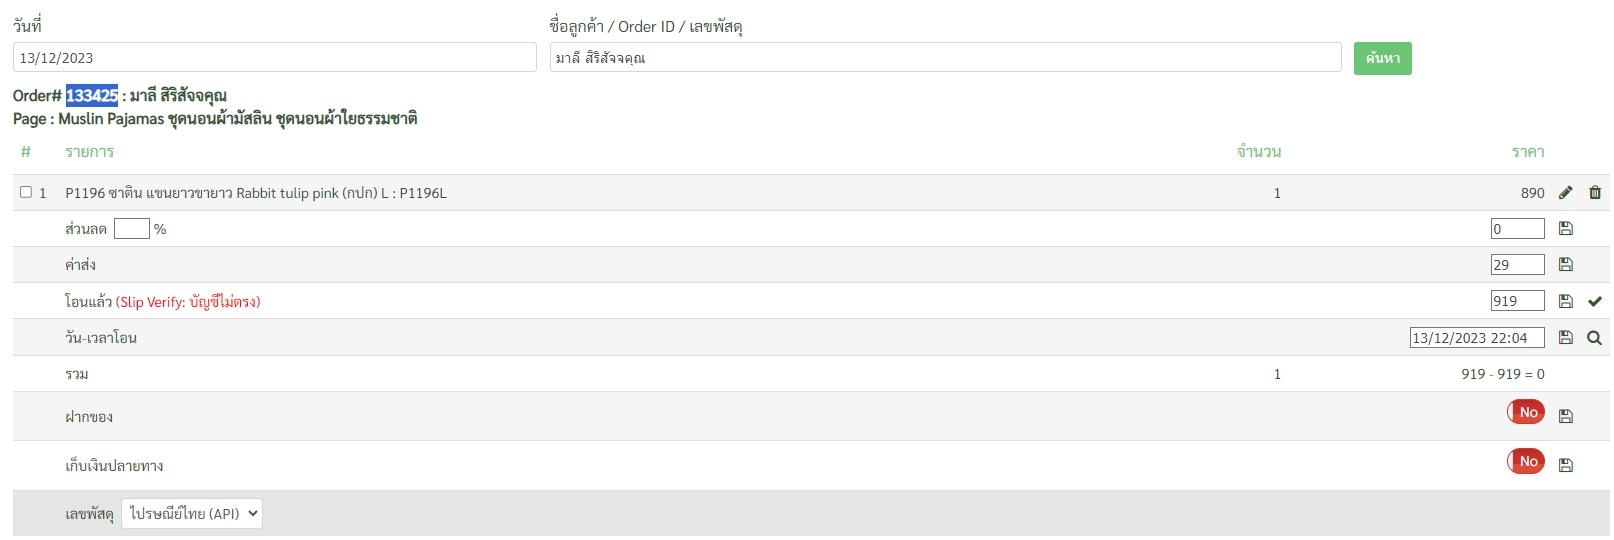 วันที่
ชื่อลูกค้า / Order ID / เลขพัสดุ
13/12/2023
มาลี สิริสัจจคุณ
ค้นหา
Order# 133425 : มาลี สิริสัจจคุณ
Page : Muslin Pajamas ชุดนอนผ้ามัสลิน ชุดนอนผ้าใยธรรมชาติ
# รายการ จำนวน ราคา
1 P1196 ซาติน แขนยาวขายาว Rabbit tulip pink (กปก) L : P1196L 1 890
ส่วนลด % 0
ค่าส่ง 29
โอนแล้ว (Slip Verify: บัญชีไม่ตรง) 919
วัน-เวลาโอน 13/12/2023 22:04
รวม 1 919 - 919 = 0
ฝากของ No
เก็บเงินปลายทาง No
เลขพัสดุ ไปรษณีย์ไทย (API)